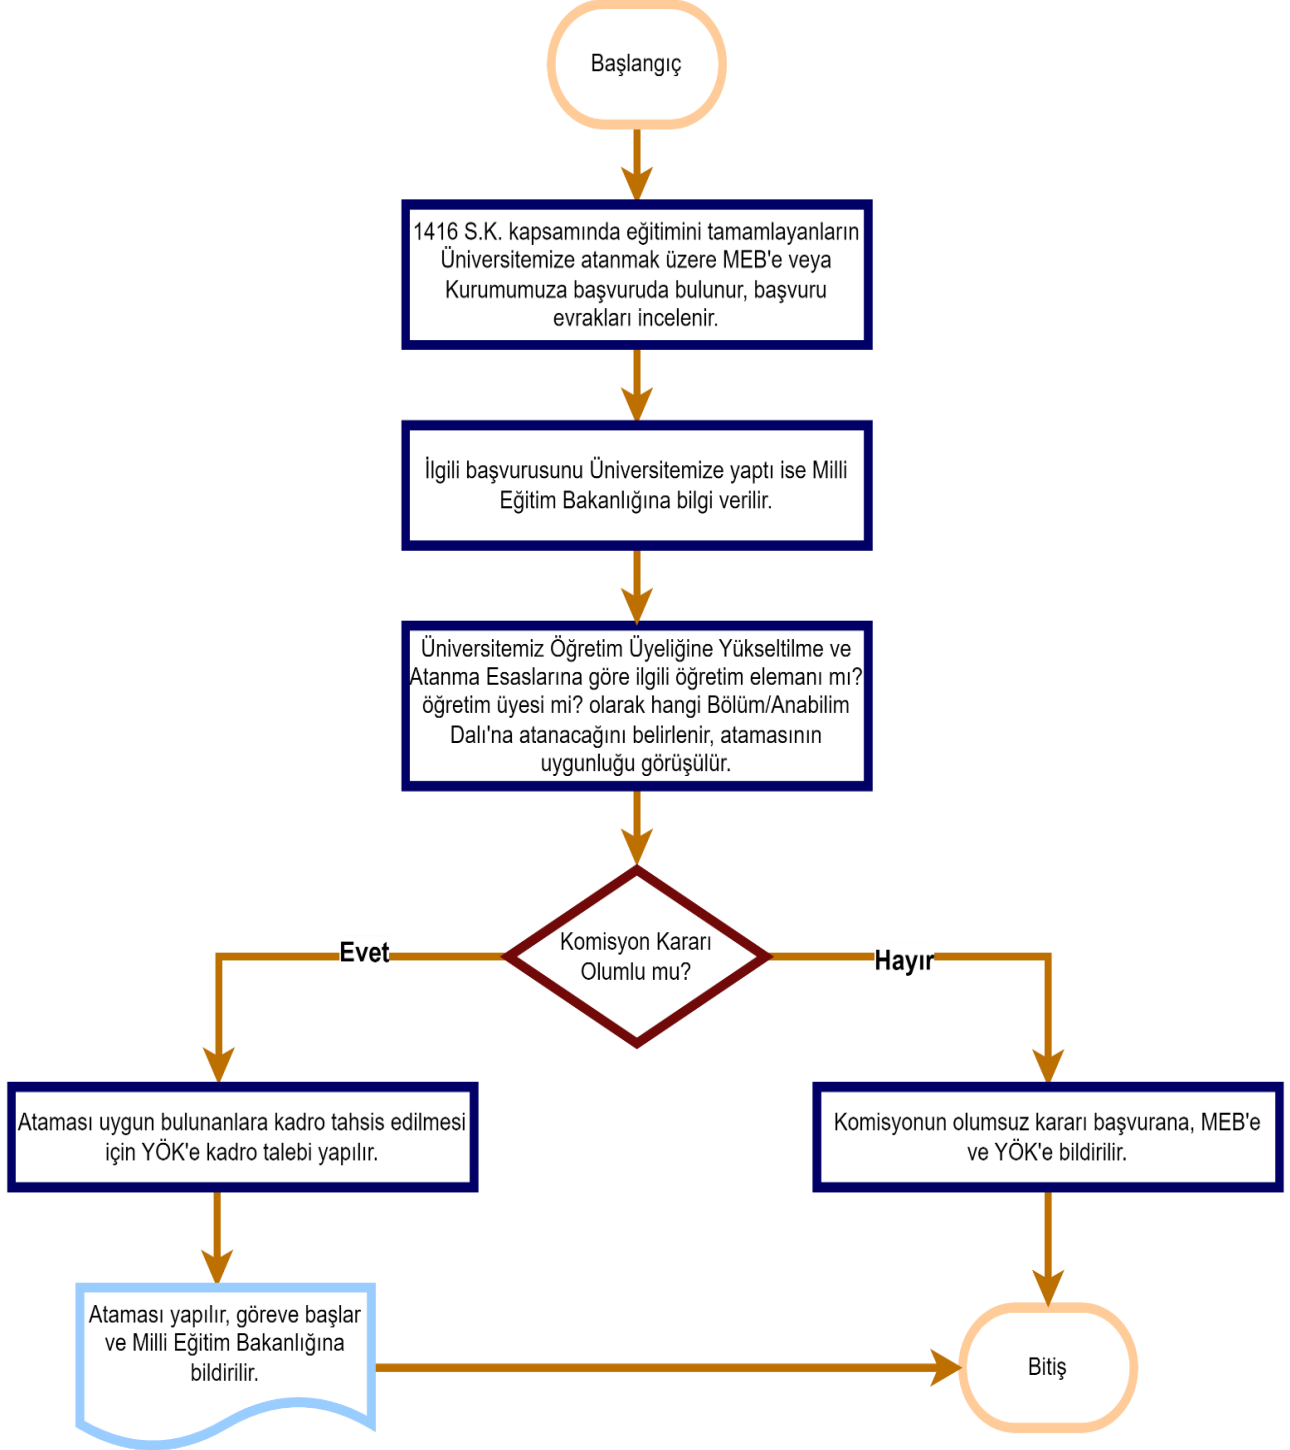 Başlangıç
1416 S.K. kapsamında eğitimini tamamlayanların
Üniversitemize atanmak üzere MEB'e veya
Kurumumuza başvuruda bulunur, başvuru
evrakları incelenir.
İlgili başvurusunu Üniversitemize yaptı ise Milli
Eğitim Bakanlığına bilgi verilir.
Üniversitemiz Öğretim Üyeliğine Yükseltilme ve
Atanma Esaslarına göre ilgili öğretim elemanı mı?
öğretim üyesi mi? olarak hangi Bölüm/Anabilim
Dalı'na atanacağını belirlenir, atamasının
uygunluğu görüşülür.
Komisyon Kararı
Olumlu mu?
Evet
Hayır
Ataması uygun bulunanlara kadro tahsis edilmesi
için YÖK'e kadro talebi yapılır.
Komisyonun olumsuz kararı başvurana, MEB'e
ve YÖK'e bildirilir.
Ataması yapılır, göreve başlar
ve Milli Eğitim Bakanlığına
bildirilir.
Bitiş